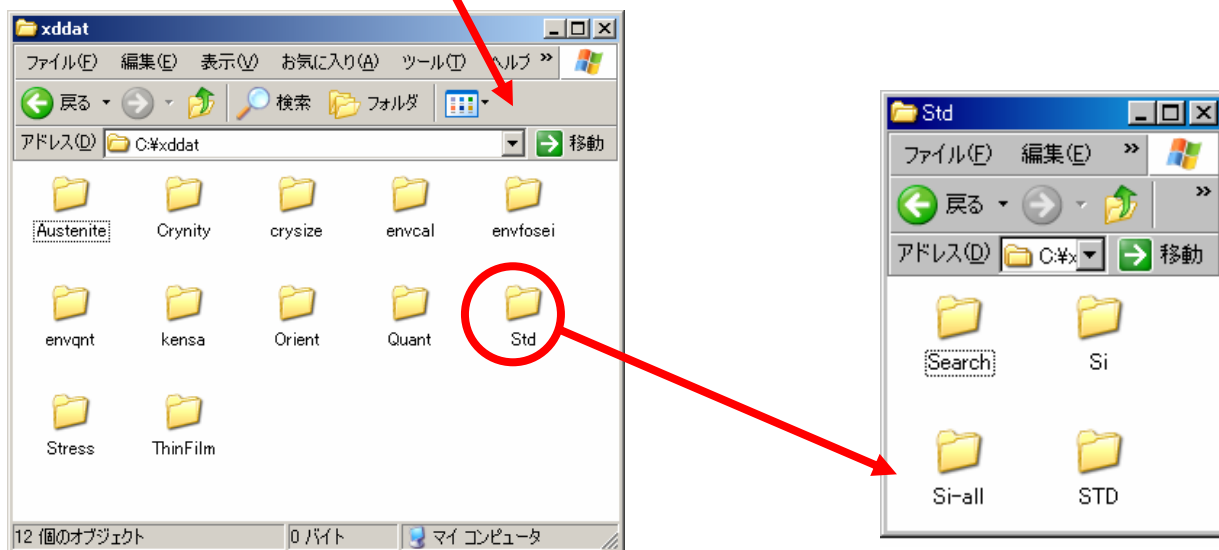 xddat
ファイル(F) 編集(E) 表示(V) お気に入り(A) ツール(T) ヘルプ »
戻る 検索 フォルダ
アドレス(D) C:¥xddat 移動
Austenite Crynity crysize envcal envfosei
envqnt kensa Orient Quant Std
Stress ThinFilm
12 個のオブジェクト 0 バイト マイ コンピュータ
Std
ファイル(F) 編集(E) »
戻る »
アドレス(D) C:¥x 移動
Search Si
Si-all STD